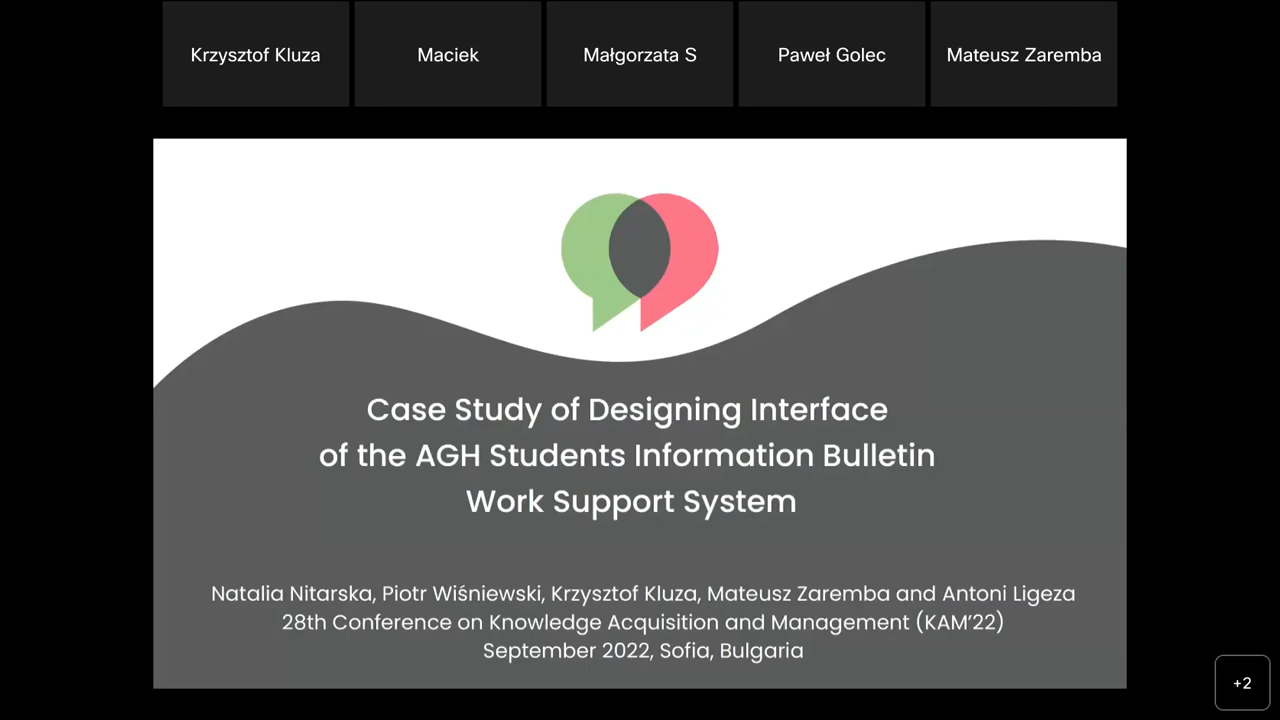 Krzysztof Kluza
Maciek
Małgorzata S
Paweł Golec
Mateusz Zaremba
Case Study of Designing Interface
of the AGH Students Information Bulletin
Work Support System
Natalia Nitarska, Piotr Wiśniewski, Krzysztof Kluza, Mateusz Zaremba and Antoni Ligeza
28th Conference on Knowledge Acquisition and Management (KAM’22)
September 2022, Sofia, Bulgaria
+2